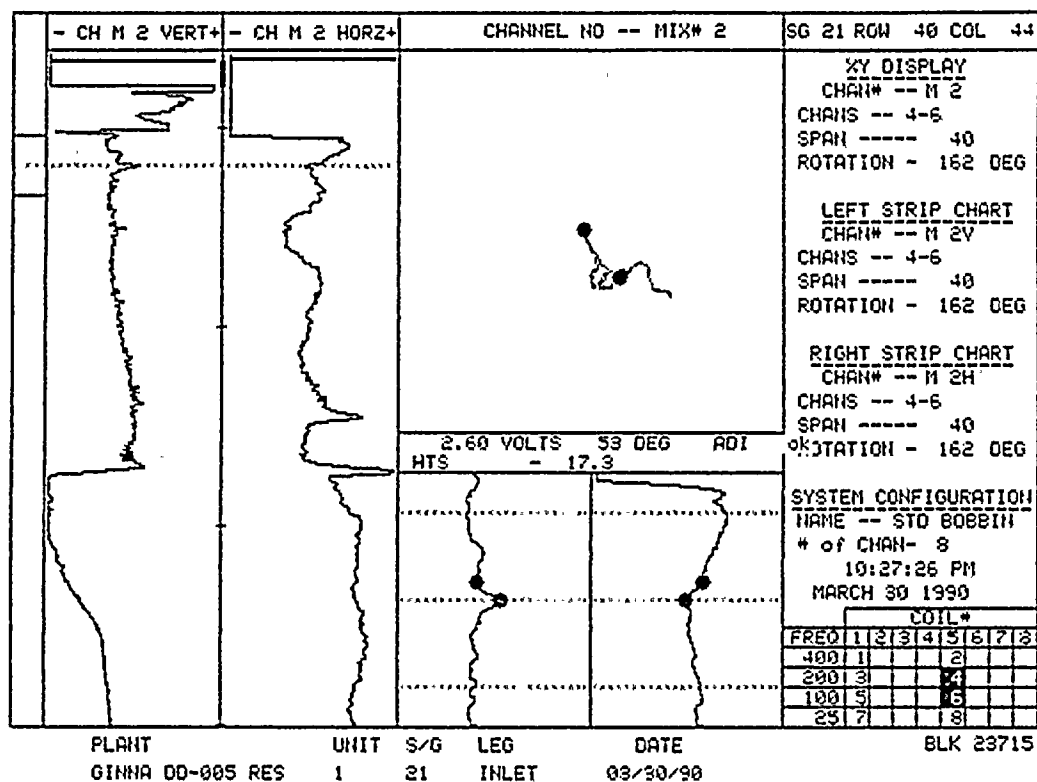 - CH M 2 VERT+
- CH M 2 HORZ+
CHANNEL NO -- MIX# 2
SG 21 ROW 40 COL 44
XY DISPLAY
CHAN# -- M 2
CHANS -- 4-6
SPAN ----- 40
ROTATION - 162 DEG
LEFT STRIP CHART
CHAN# -- M 2V
CHANS -- 4-6
SPAN ----- 40
ROTATION - 162 DEG
RIGHT STRIP CHART
CHAN# -- M 2H
CHANS -- 4-6
SPAN ----- 40
ROTATION - 162 DEG
2.60 VOLTS 53 DEG ADI ok
HTS - 17.3
SYSTEM CONFIGURATION
NAME -- STD BOBBIN
# of CHAN- 8
10:27:26 PM
MARCH 30 1990
COIL#
FREQ 1 2 3 4 5 6 7 8
400 1 2
200 3 4
100 5 6
25 7 8
PLANT UNIT S/G LEG DATE BLK 23715
GINNA DD-005 RES 1 21 INLET 03/30/90